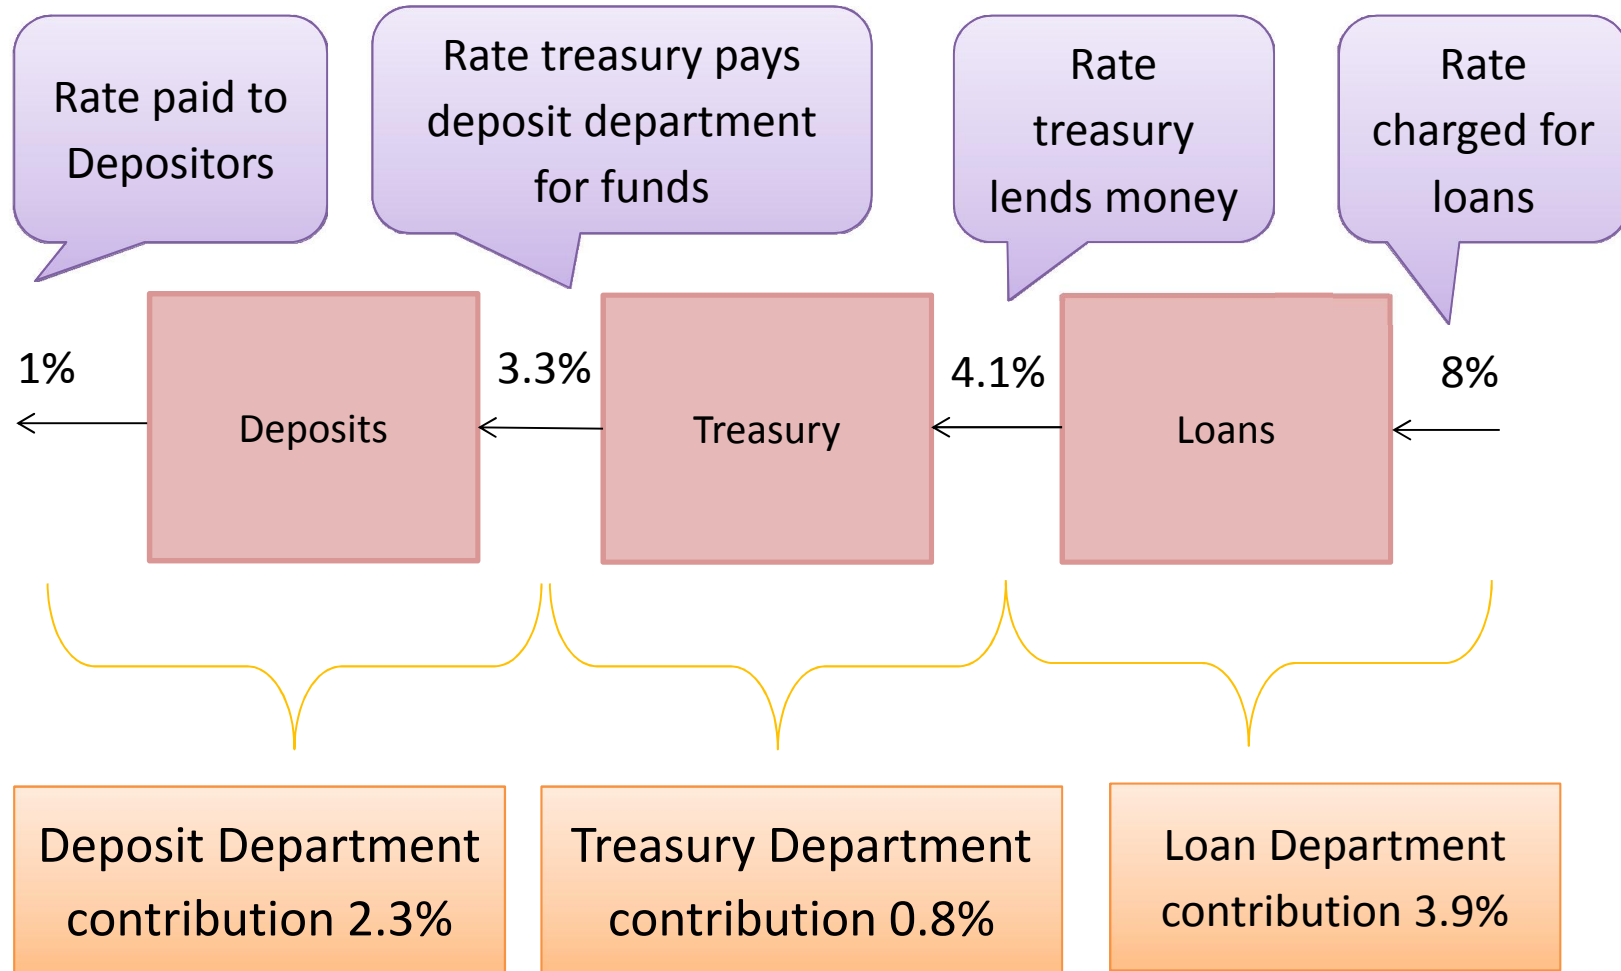 Rate paid to
Depositors
Rate treasury pays
deposit department
for funds
Rate
treasury
lends money
Rate
charged for
loans
1%
3.3%
4.1%
8%
Deposits
Treasury
Loans
Deposit Department
contribution 2.3%
Treasury Department
contribution 0.8%
Loan Department
contribution 3.9%